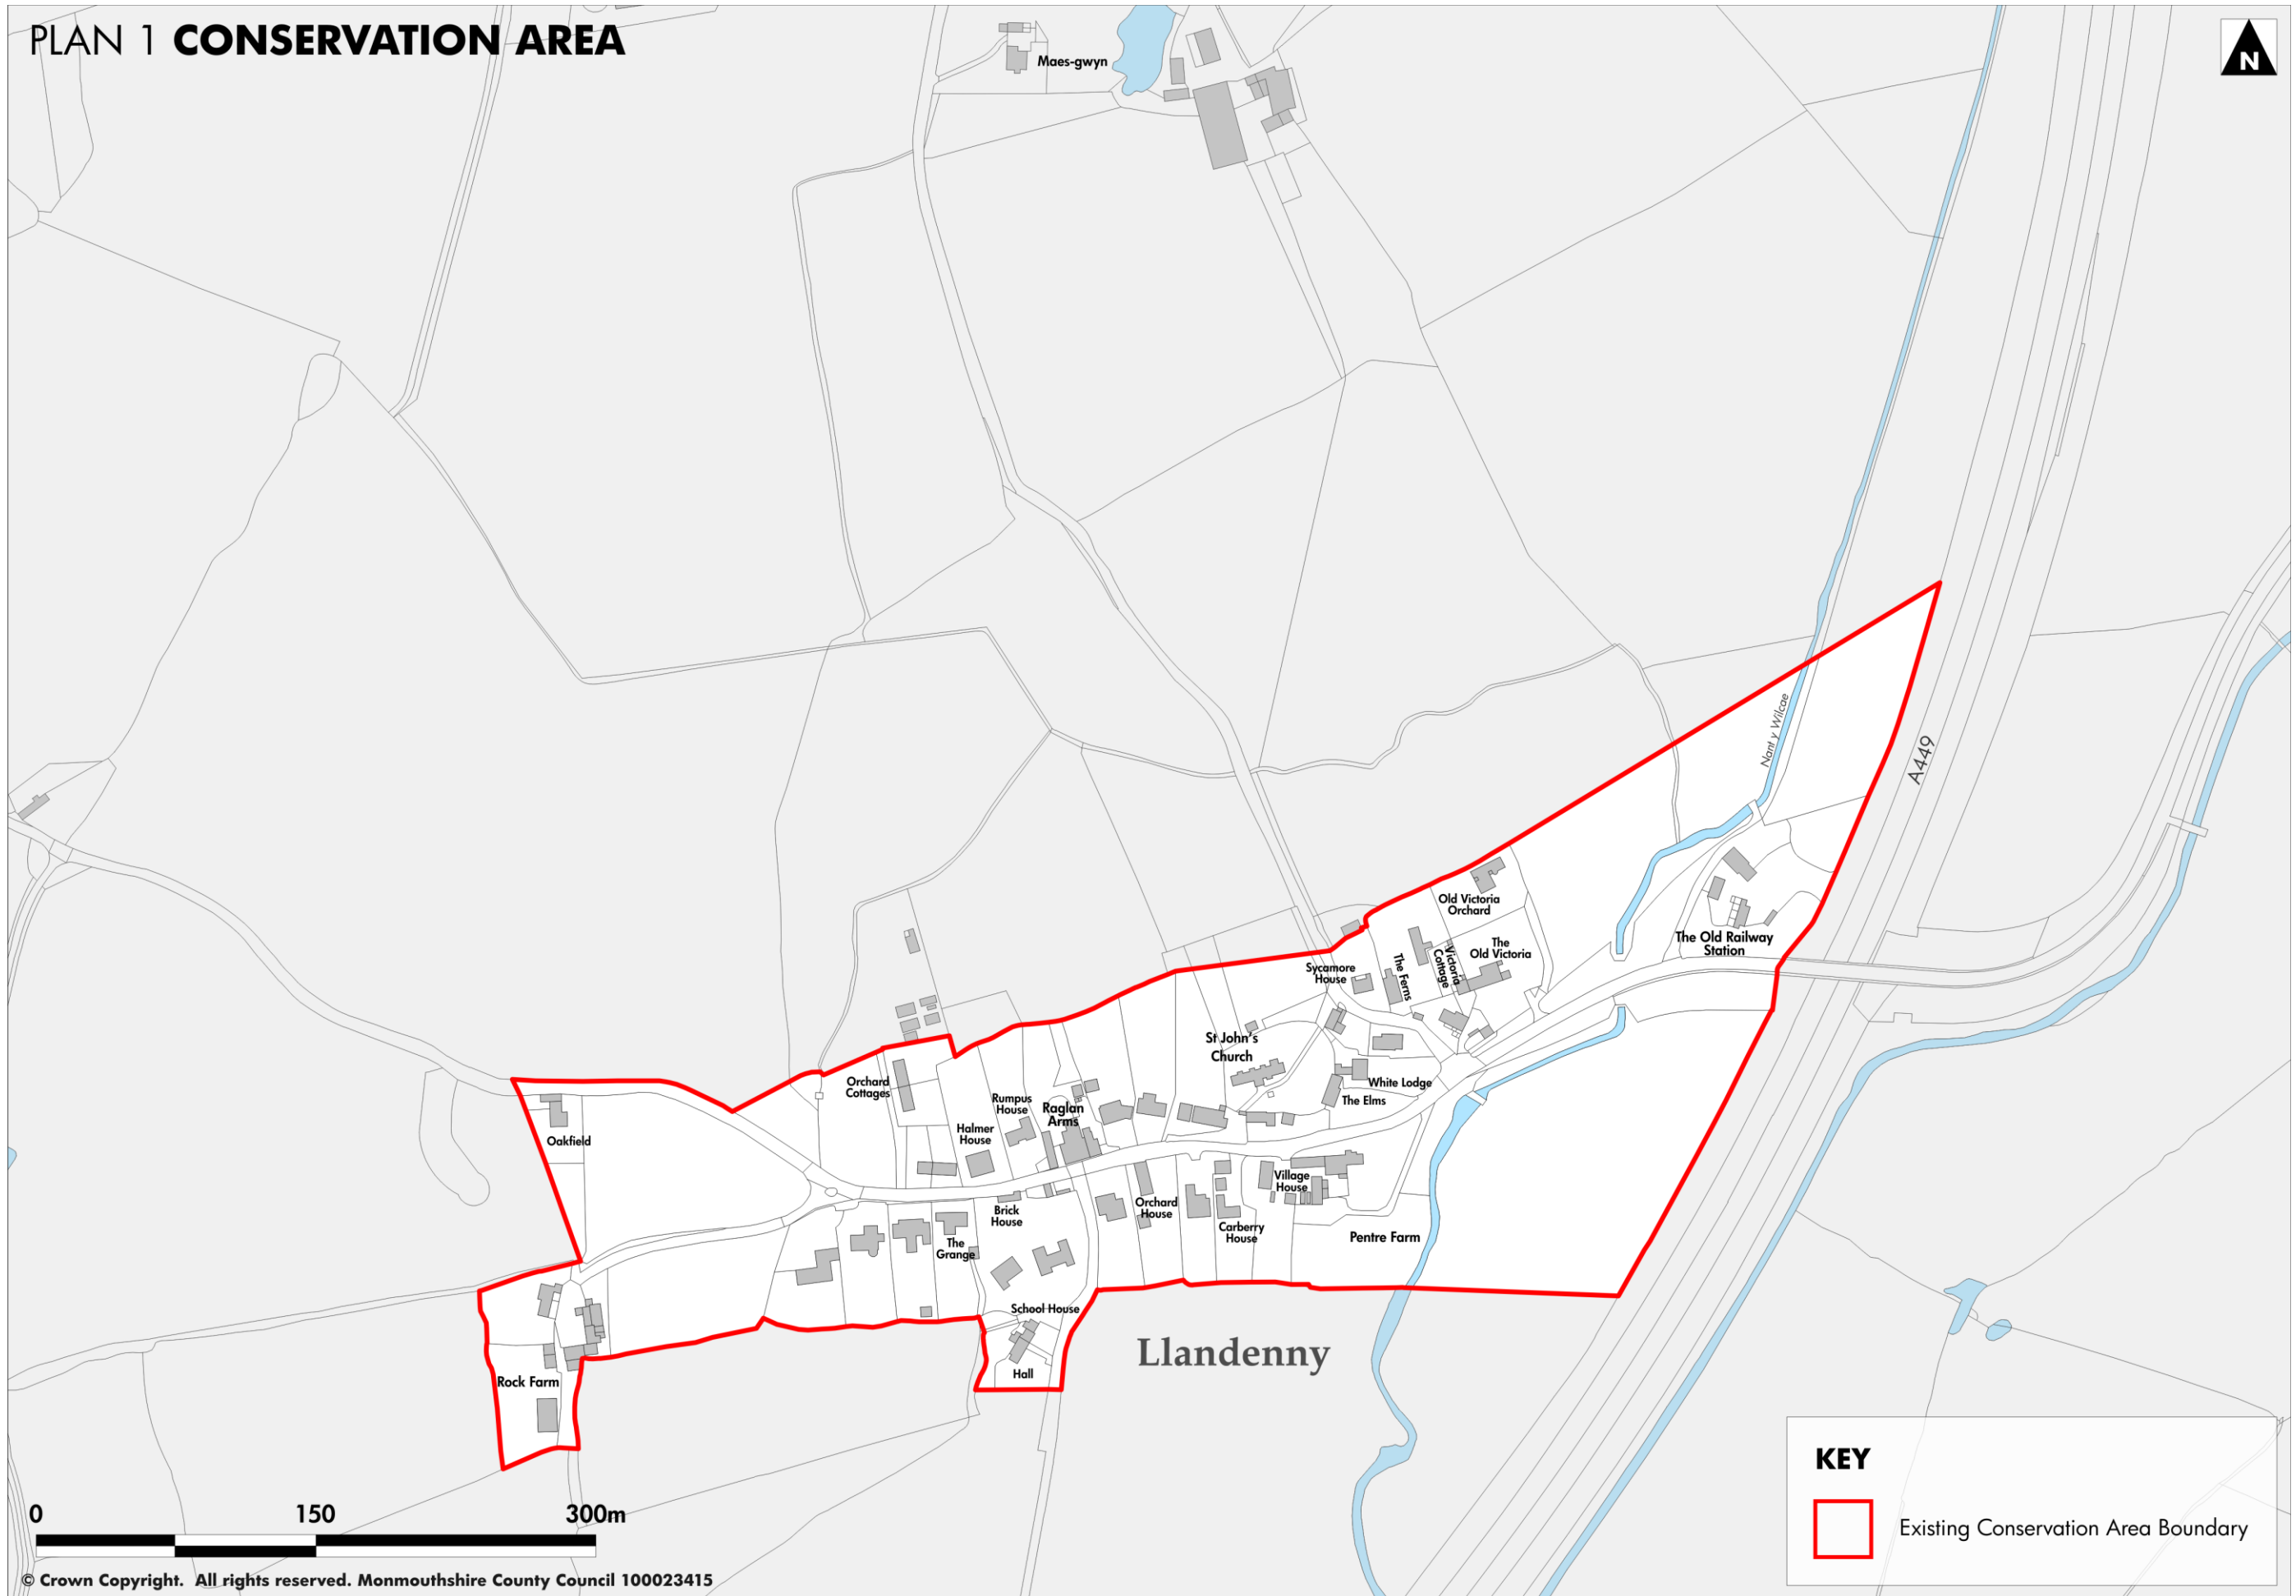 PLAN 1 CONSERVATION AREA
N
Maes-gwyn
Nant y Wilcae
A449
Old Victoria
Orchard
The
Old Victoria
Victoria
Cottage
The Ferns
Sycamore
House
The Old Railway
Station
St John's
Church
White Lodge
The Elms
Orchard
Cottages
Rumpus
House
Raglan
Arms
Halmer
House
Oakfield
Brick
House
The
Grange
Orchard
House
Carberry
House
Village
House
Pentre Farm
School House
Hall
Rock Farm
Llandenny
KEY
Existing Conservation Area Boundary
0 150 300m
© Crown Copyright. All rights reserved. Monmouthshire County Council 100023415